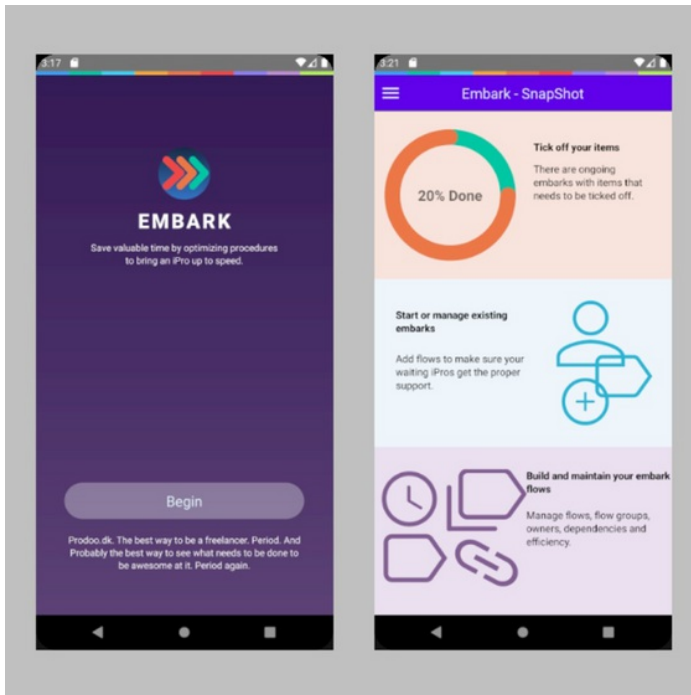 3:17
EMBARK
Save valuable time by optimizing procedures
to bring an iPro up to speed.
Begin
Prodoo.dk. The best way to be a freelancer. Period. And
Probably the best way to see what needs to be done to
be awesome at it. Period again.
3:21
Embark - SnapShot
20% Done
Tick off your items
There are ongoing
embarks with items that
needs to be ticked off.
Start or manage existing
embarks
Add flows to make sure your
waiting iPros get the proper
support.
Build and maintain your embark
flows
Manage flows, flow groups,
owners, dependencies and
efficiency.